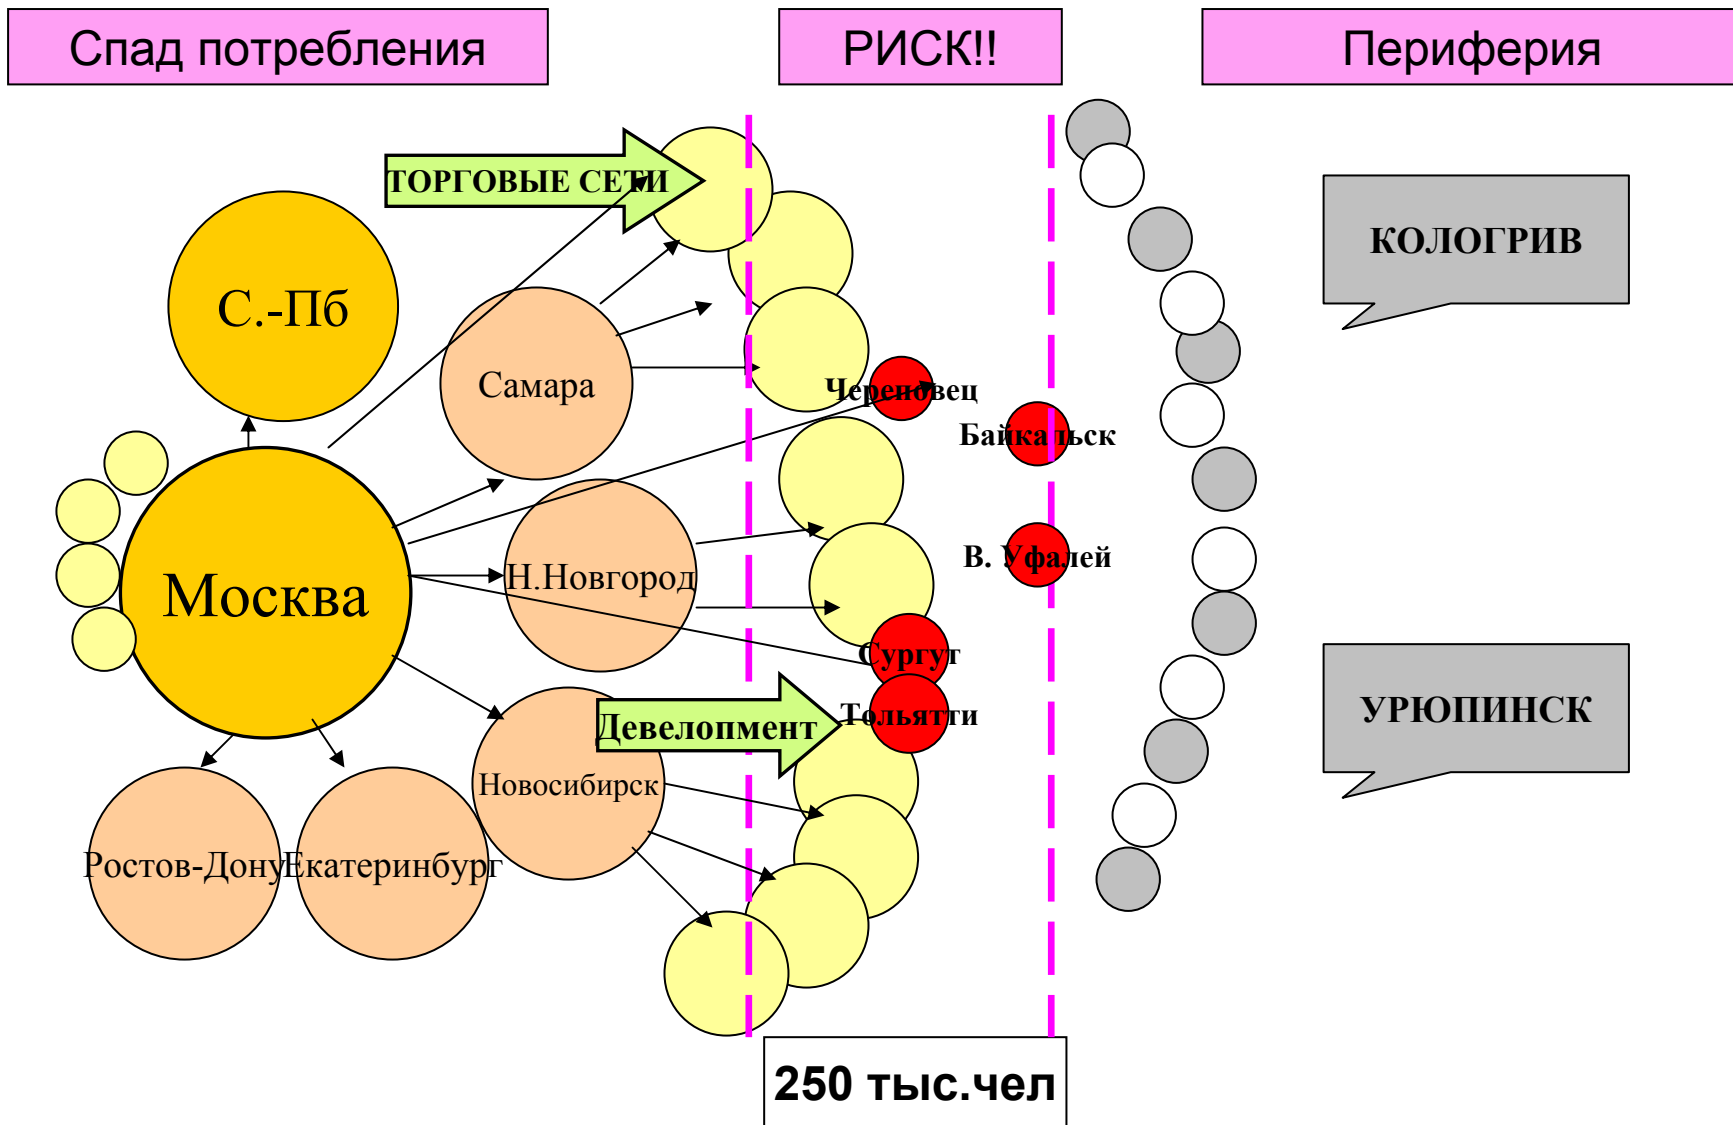 Спад потребления
РИСК!!
Периферия
ТОРГОВЫЕ СЕТИ
КОЛОГРИВ
С.-Пб
Самара
Череповец
Байкальск
В. Уфалей
Москва
Н.Новгород
Сургут
Тольятти
Девелопмент
УРЮПИНСК
Новосибирск
Ростов-Дону
Екатеринбург
250 тыс.чел